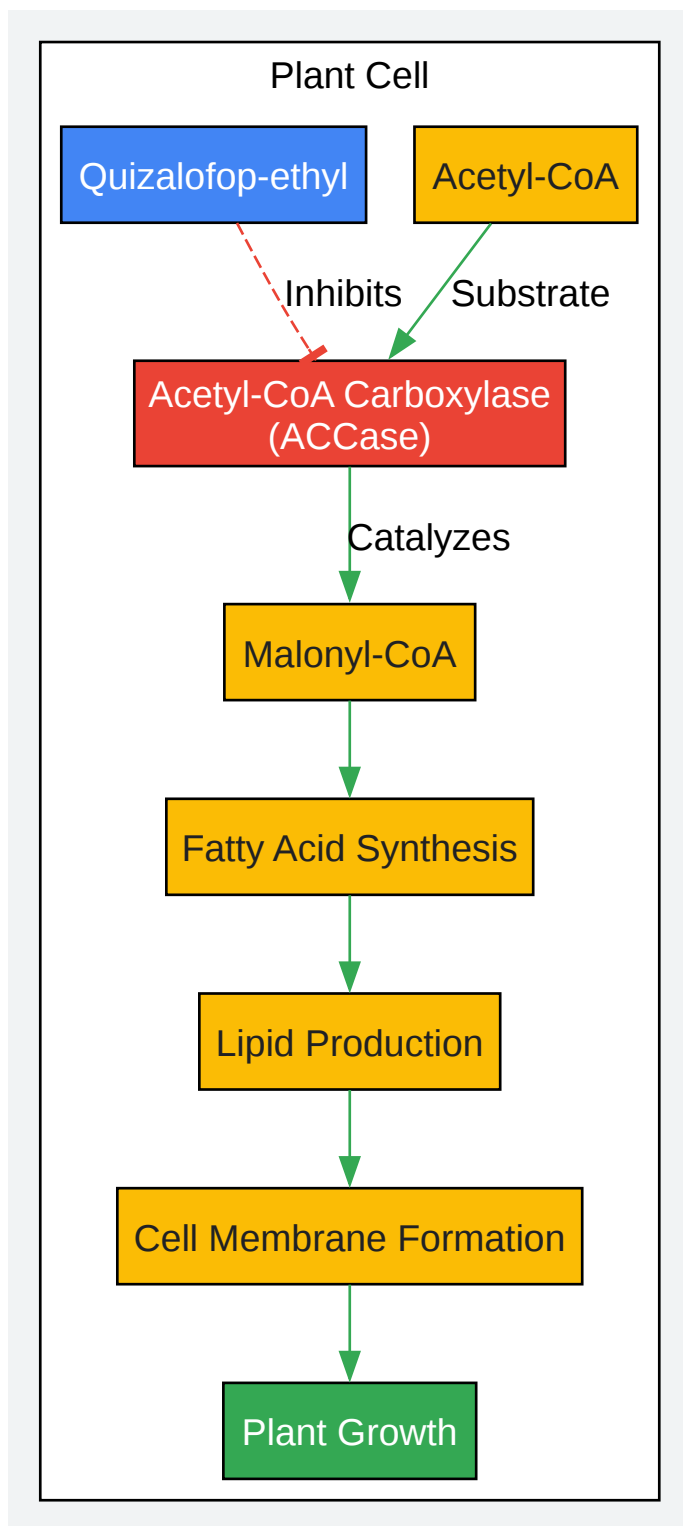 Plant Cell
Quizalofop-ethyl
Acetyl-CoA
Inhibits
Substrate
Acetyl-CoA Carboxylase
(ACCase)
Catalyzes
Malonyl-CoA
Fatty Acid Synthesis
Lipid Production
Cell Membrane Formation
Plant Growth